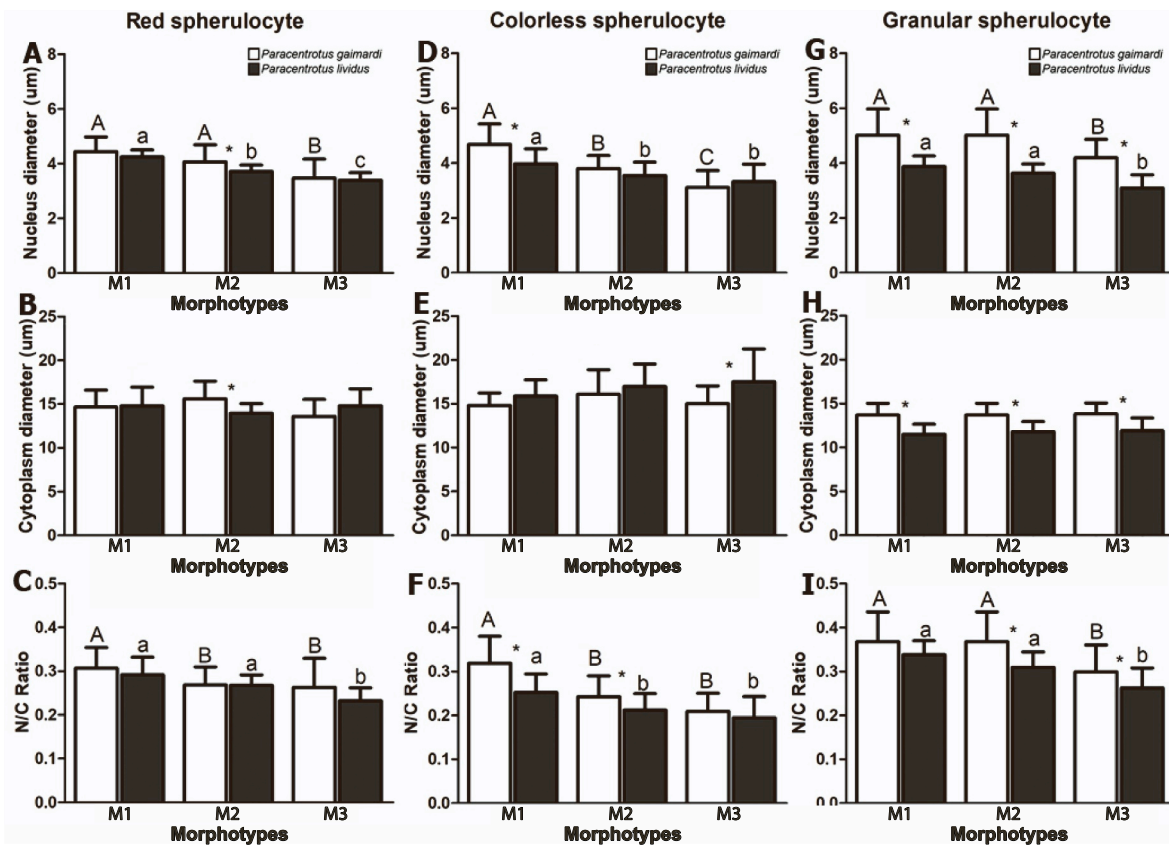 Red spherulocyte
Colorless spherulocyte
Granular spherulocyte
A
Paracentrotus gaimardi
Paracentrotus lividus
Nucleus diameter (um)
8
6
4
2
0
A
a
A
*
b
B
c
M1
M2
M3
Morphotypes
D
Paracentrotus gaimardi
Paracentrotus lividus
Nucleus diameter (um)
8
6
4
2
0
A
*
a
B
b
C
b
M1
M2
M3
Morphotypes
G
Paracentrotus gaimardi
Paracentrotus lividus
Nucleus diameter (um)
8
6
4
2
0
A
*
a
A
*
a
B
*
b
M1
M2
M3
Morphotypes
B
Cytoplasm diameter (um)
25
20
15
10
5
0
*
M1
M2
M3
Morphotypes
E
Cytoplasm diameter (um)
25
20
15
10
5
0
*
M1
M2
M3
Morphotypes
H
Cytoplasm diameter (um)
25
20
15
10
5
0
*
*
*
M1
M2
M3
Morphotypes
C
N/C Ratio
0.5
0.4
0.3
0.2
0.1
0.0
A
a
B
a
B
b
M1
M2
M3
Morphotypes
F
N/C Ratio
0.5
0.4
0.3
0.2
0.1
0.0
A
*
a
B
*
b
B
b
M1
M2
M3
Morphotypes
I
N/C Ratio
0.5
0.4
0.3
0.2
0.1
0.0
A
a
A
*
a
B
*
b
M1
M2
M3
Morphotypes